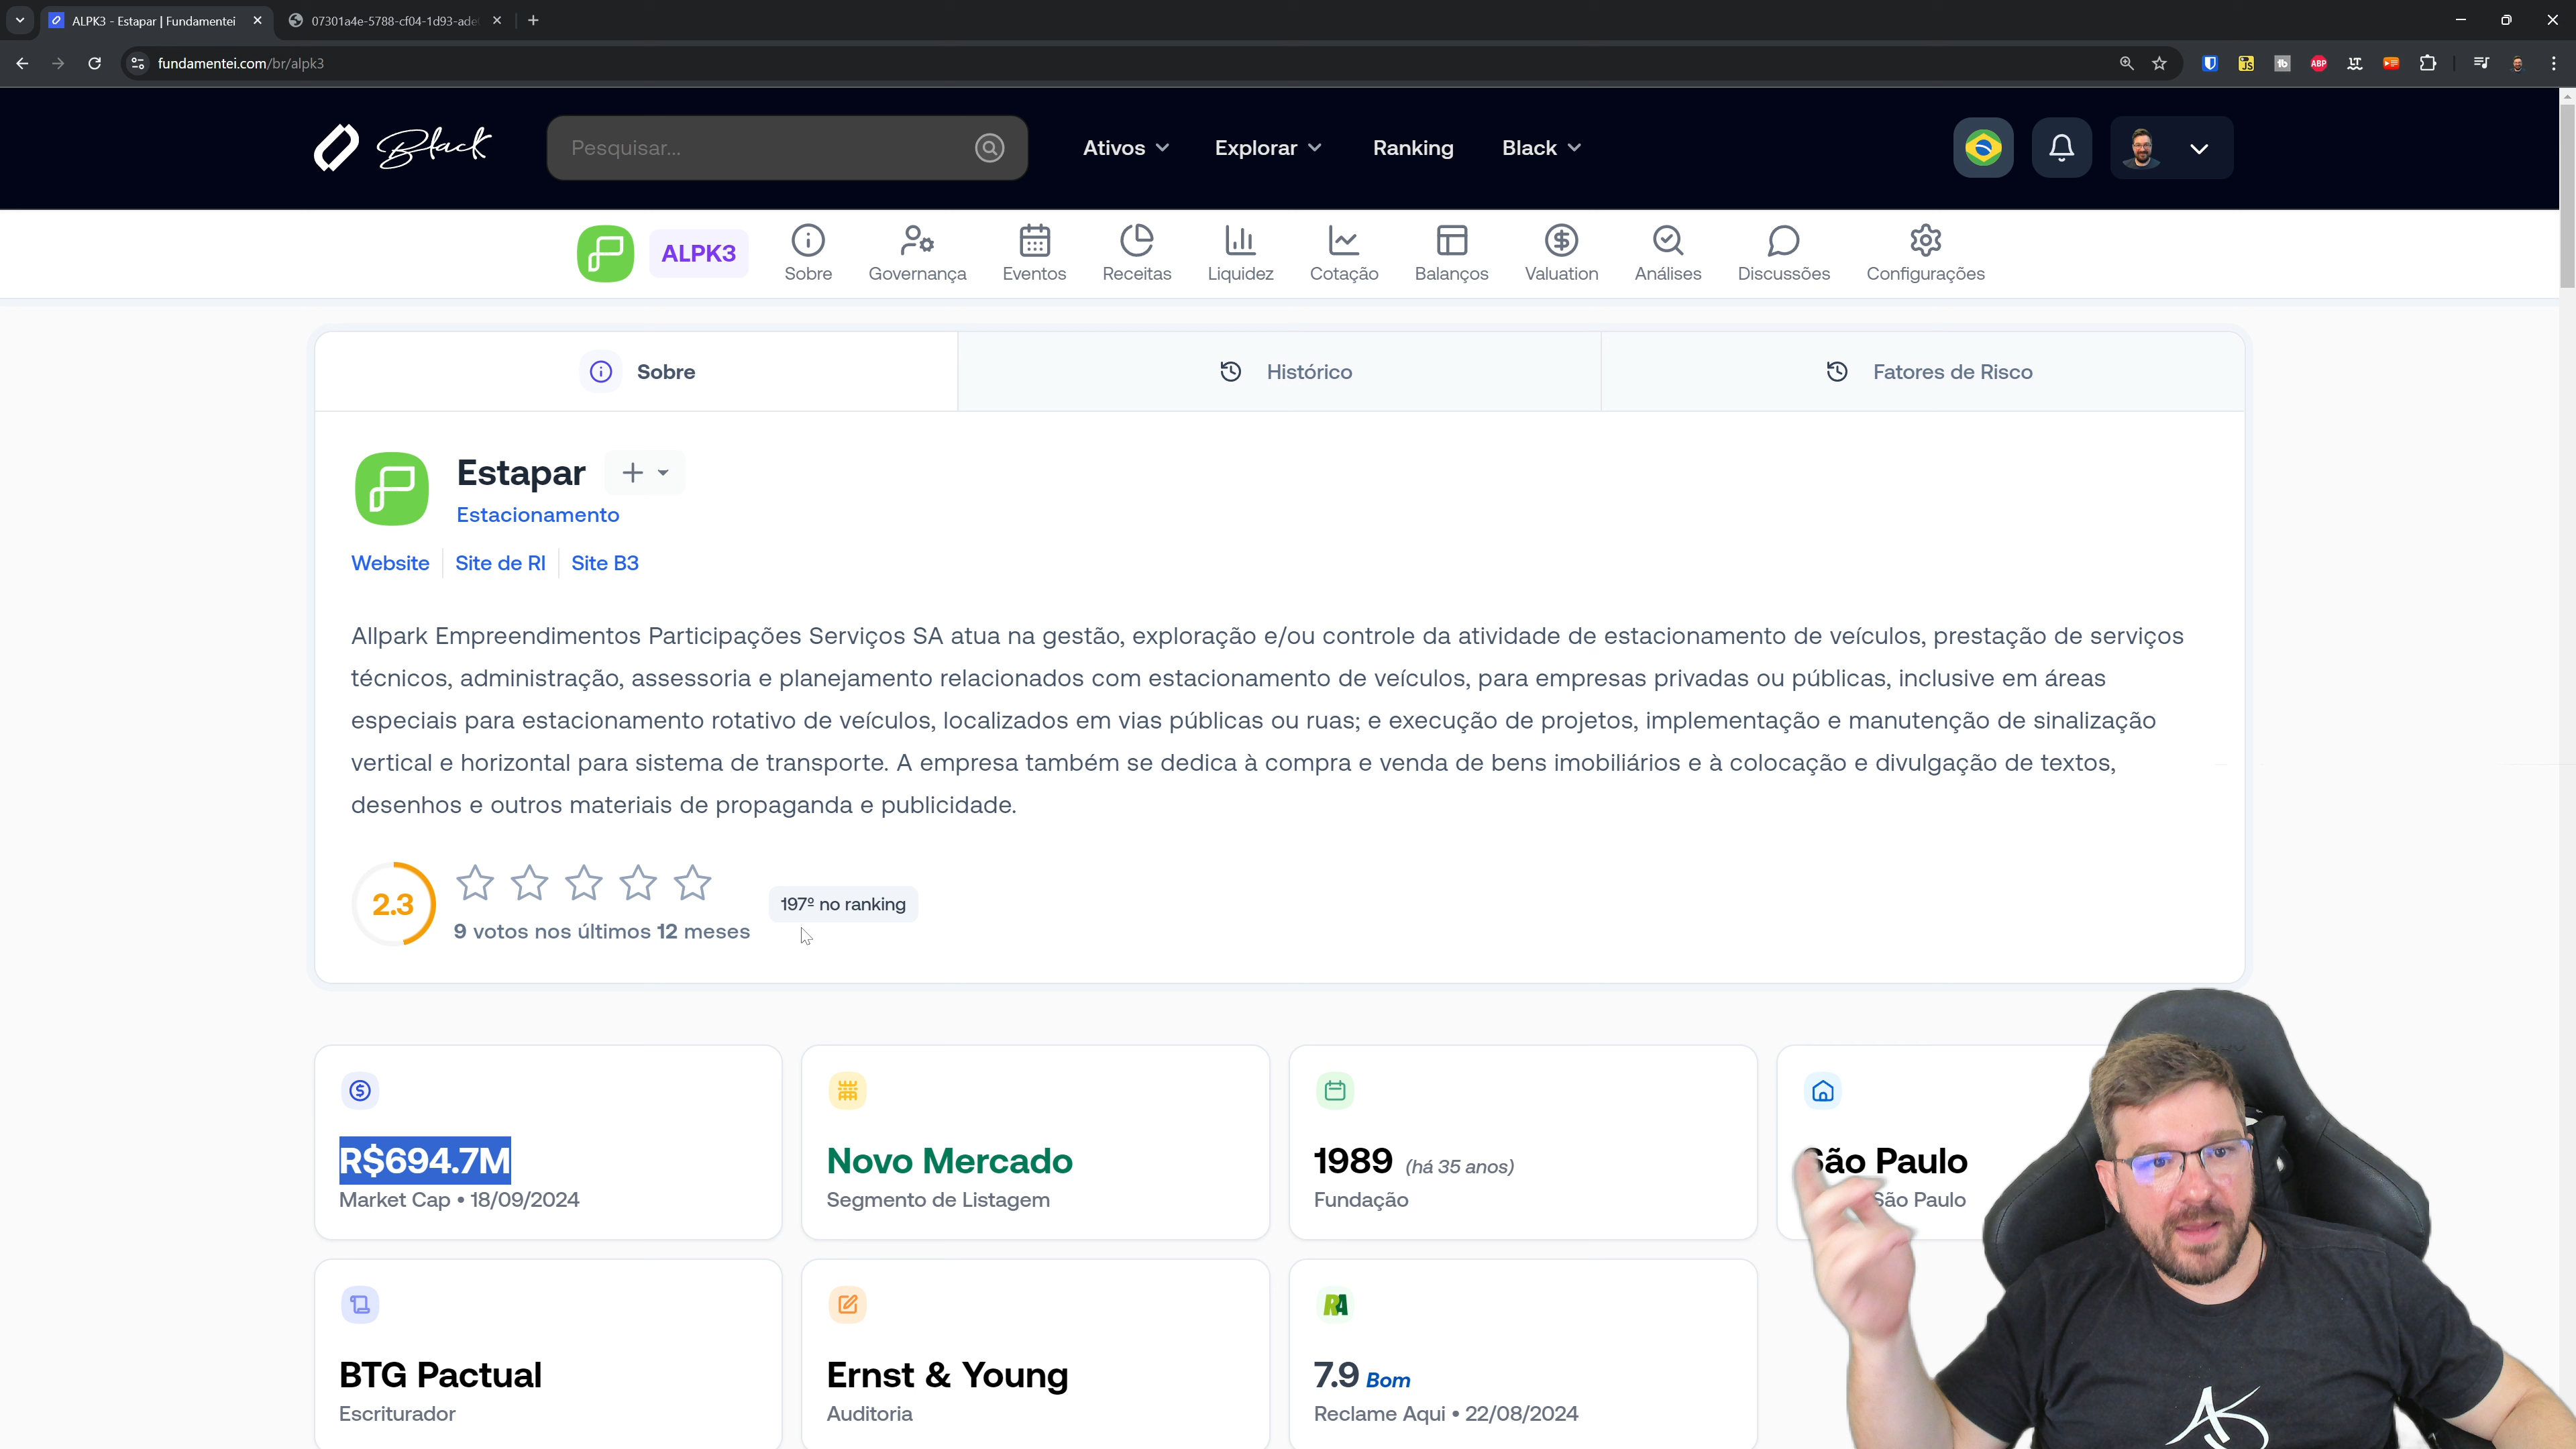 ALPK3 - Estapar | Fundamentei
07301a4e-5788-cf04-1d93-ade
fundamentei.com/br/alpk3
Black
Pesquisar...
Ativos
Explorar
Ranking
Black
ALPK3
Sobre
Governança
Eventos
Receitas
Liquidez
Cotação
Balanços
Valuation
Análises
Discussões
Configurações
Sobre
Histórico
Fatores de Risco
Estapar
Estacionamento
Website
Site de RI
Site B3
Allpark Empreendimentos Participações Serviços SA atua na gestão, exploração e/ou controle da atividade de estacionamento de veículos, prestação de serviços
técnicos, administração, assessoria e planejamento relacionados com estacionamento de veículos, para empresas privadas ou públicas, inclusive em áreas
especiais para estacionamento rotativo de veículos, localizados em vias públicas ou ruas; e execução de projetos, implementação e manutenção de sinalização
vertical e horizontal para sistema de transporte. A empresa também se dedica à compra e venda de bens imobiliários e à colocação e divulgação de textos,
desenhos e outros materiais de propaganda e publicidade.
2.3
9 votos nos últimos 12 meses
197º no ranking
R$694.7M
Market Cap • 18/09/2024
Novo Mercado
Segmento de Listagem
1989 (há 35 anos)
Fundação
São Paulo
São Paulo
BTG Pactual
Escriturador
Ernst & Young
Auditoria
RA
7.9 Bom
Reclame Aqui • 22/08/2024